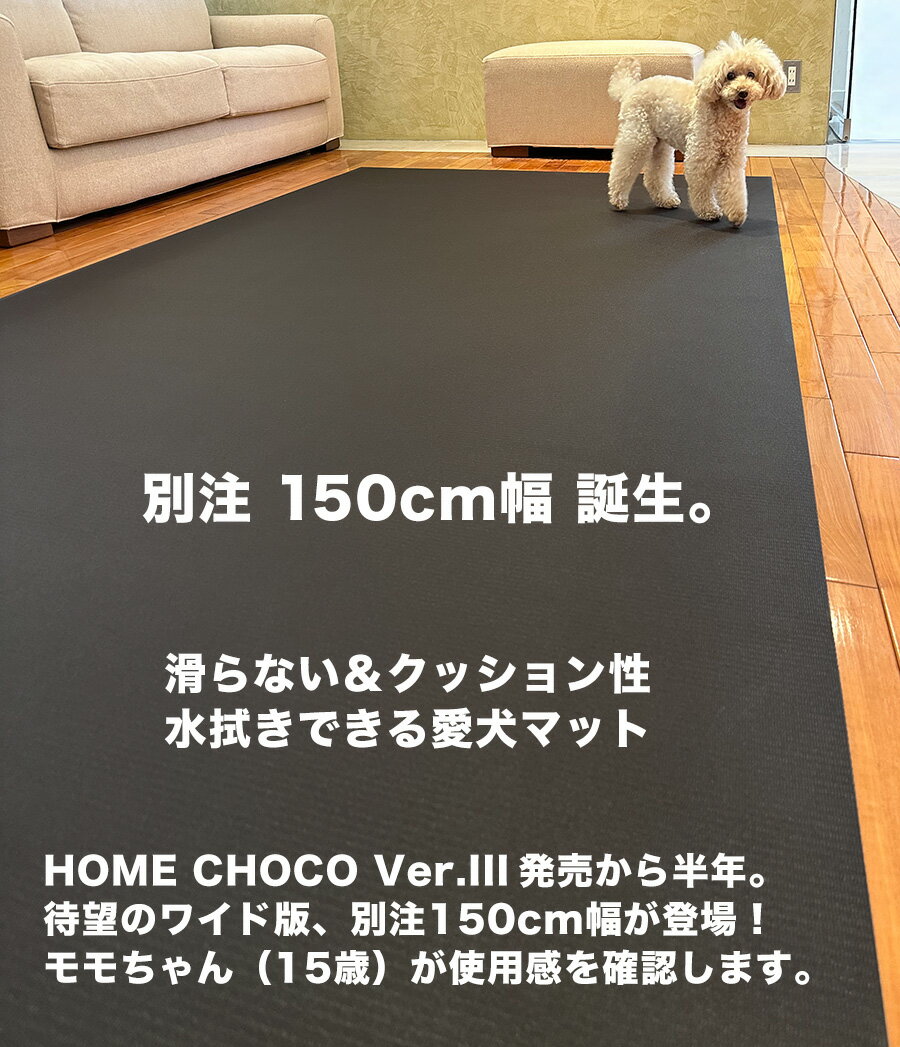 別注 150cm幅 誕生。
滑らない＆クッション性
水拭きできる愛犬マット
HOME CHOCO Ver.III 発売から半年。
待望のワイド版、別注150cm幅が登場！
モモちゃん（15歳）が使用感を確認します。